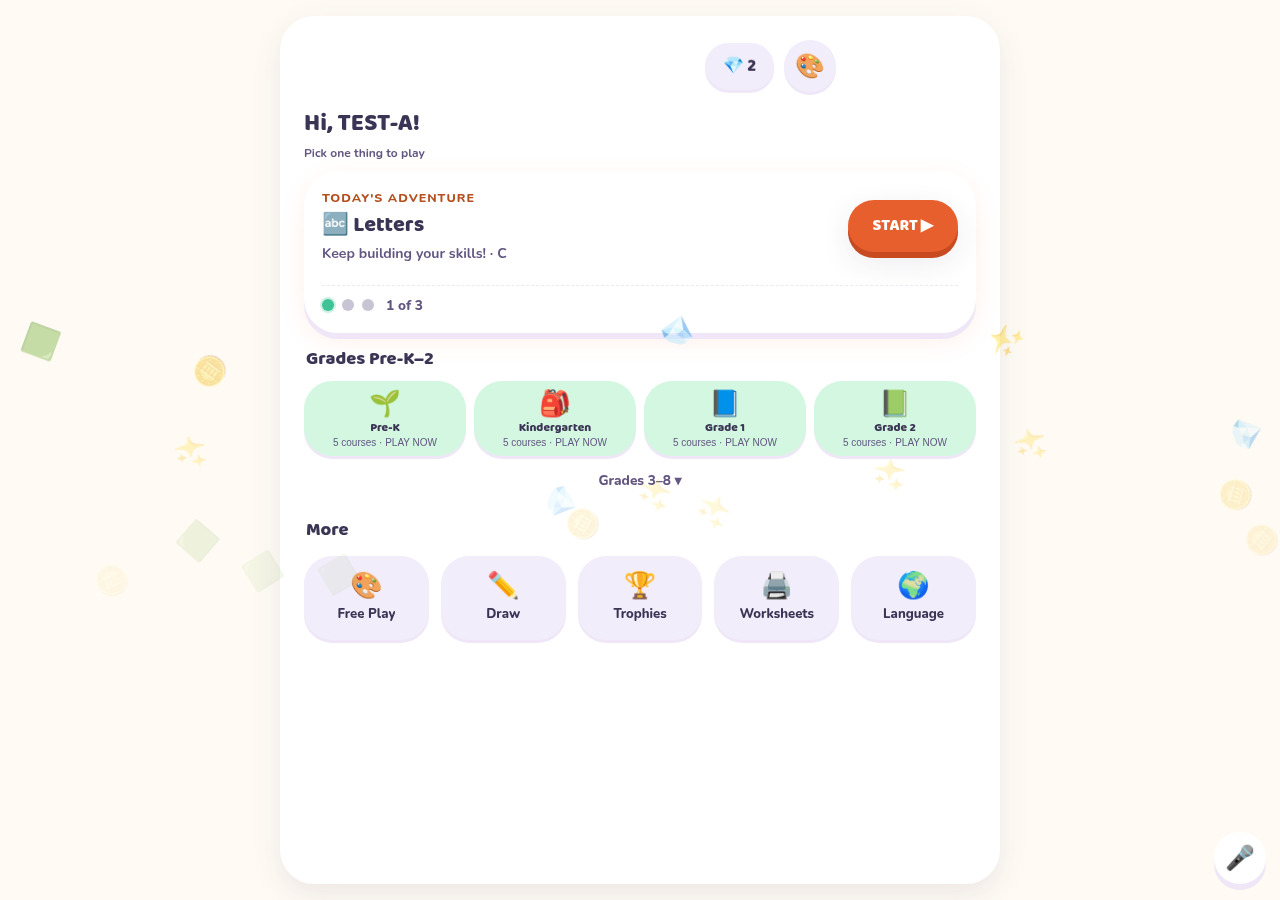 2
Hi, TEST-A!
Pick one thing to play
TODAY'S ADVENTURE
abc Letters
START ▶
Keep building your skills! · C
1 of 3
Grades Pre-K–2
Pre-K
5 courses · PLAY NOW
Kindergarten
5 courses · PLAY NOW
Grade 1
5 courses · PLAY NOW
Grade 2
5 courses · PLAY NOW
Grades 3–8 ▾
More
Free Play
Draw
Trophies
Worksheets
Language